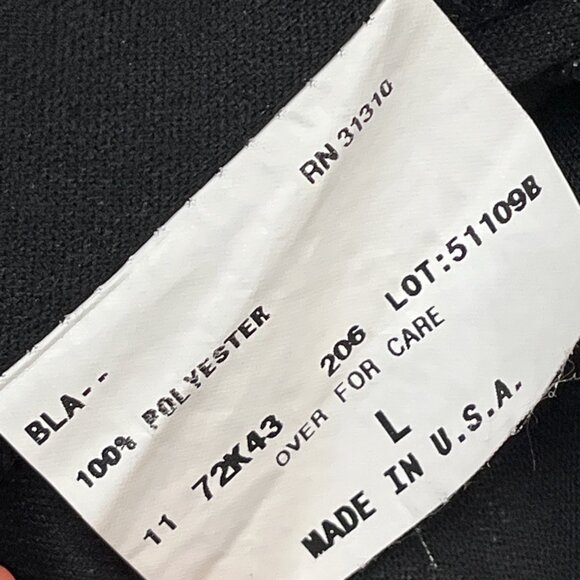 RN 31310
BLA--
100% POLYESTER
11 72K43 206 LOT:51109B
OVER FOR CARE
L
MADE IN U.S.A.